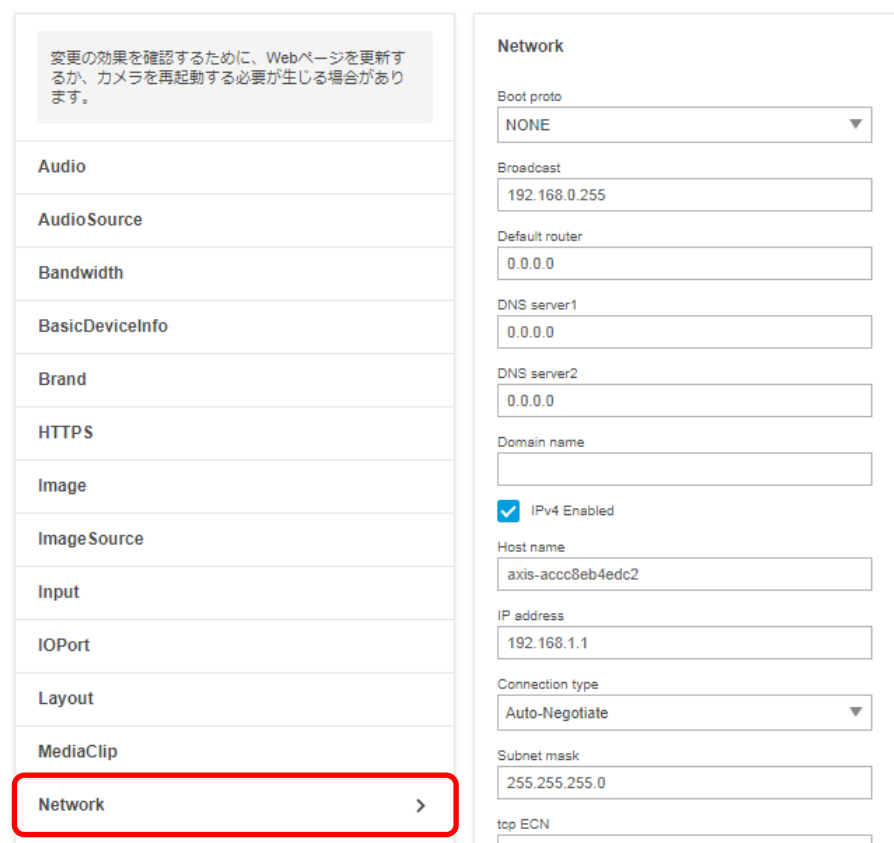 変更の効果を確認するために、Webページを更新す
るか、カメラを再起動する必要が生じる場合があり
ます。
Audio
AudioSource
Bandwidth
BasicDeviceInfo
Brand
HTTPS
Image
ImageSource
Input
IOPort
Layout
MediaClip
Network
Network
Boot proto
NONE
Broadcast
192.168.0.255
Default router
0.0.0.0
DNS server1
0.0.0.0
DNS server2
0.0.0.0
Domain name
IPv4 Enabled
Host name
axis-accc8eb4edc2
IP address
192.168.1.1
Connection type
Auto-Negotiate
Subnet mask
255.255.255.0
tcp ECN